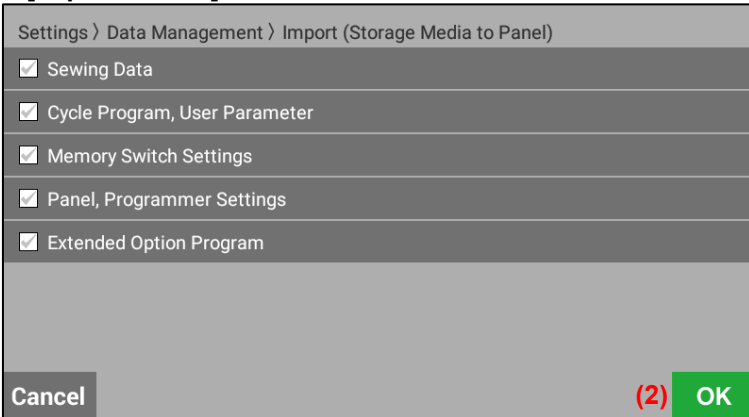 Settings 〉 Data Management 〉 Import (Storage Media to Panel)
Sewing Data
Cycle Program, User Parameter
Memory Switch Settings
Panel, Programmer Settings
Extended Option Program
Cancel (2) OK